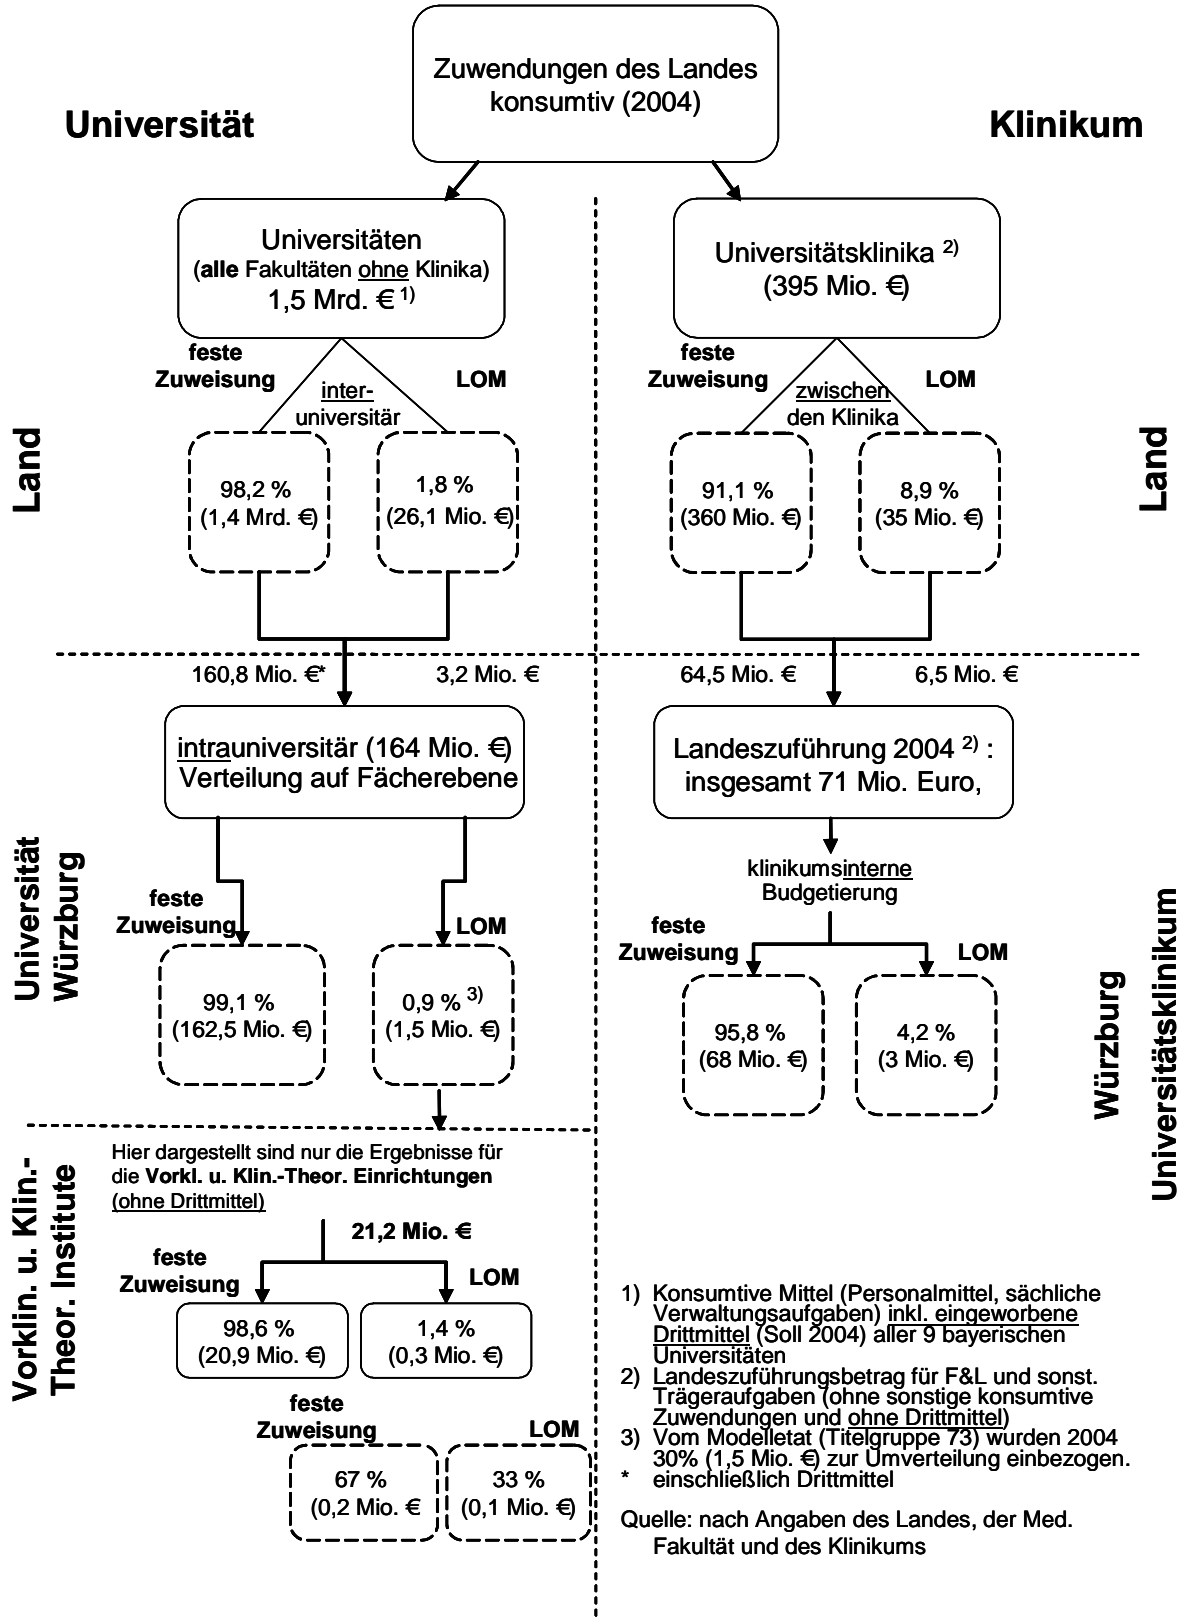 Zuwendungen des Landes
konsumtiv (2004)
Universität
Klinikum
Universitäten
(alle Fakultäten ohne Klinika)
1,5 Mrd. € 1)
Universitätsklinika 2)
(395 Mio. €)
feste
Zuweisung
LOM
inter-
universitär
feste
Zuweisung
LOM
zwischen
den Klinika
Land
98,2 %
(1,4 Mrd. €)
1,8 %
(26,1 Mio. €)
91,1 %
(360 Mio. €)
8,9 %
(35 Mio. €)
Land
160,8 Mio. €*
3,2 Mio. €
64,5 Mio. €
6,5 Mio. €
intrauniversitär (164 Mio. €)
Verteilung auf Fächerebene
Landeszuführung 2004 2) :
insgesamt 71 Mio. Euro,
Universität
Würzburg
klinikumsinterne
Budgetierung
feste
Zuweisung
LOM
feste
Zuweisung
LOM
99,1 %
(162,5 Mio. €)
0,9 % 3)
(1,5 Mio. €)
95,8 %
(68 Mio. €)
4,2 %
(3 Mio. €)
Würzburg
Universitätsklinikum
Vorklin. u. Klin.-
Theor. Institute
Hier dargestellt sind nur die Ergebnisse für
die Vorkl. u. Klin.-Theor. Einrichtungen
(ohne Drittmittel)
21,2 Mio. €
feste
Zuweisung
LOM
98,6 %
(20,9 Mio. €)
1,4 %
(0,3 Mio. €)
feste
Zuweisung
LOM
67 %
(0,2 Mio. €
33 %
(0,1 Mio. €)
1) Konsumtive Mittel (Personalmittel, sächliche
Verwaltungsaufgaben) inkl. eingeworbene
Drittmittel (Soll 2004) aller 9 bayerischen
Universitäten
2) Landeszuführungsbetrag für F&L und sonst.
Trägeraufgaben (ohne sonstige konsumtive
Zuwendungen und ohne Drittmittel)
3) Vom Modelletat (Titelgruppe 73) wurden 2004
30% (1,5 Mio. €) zur Umverteilung einbezogen.
* einschließlich Drittmittel
Quelle: nach Angaben des Landes, der Med.
Fakultät und des Klinikums